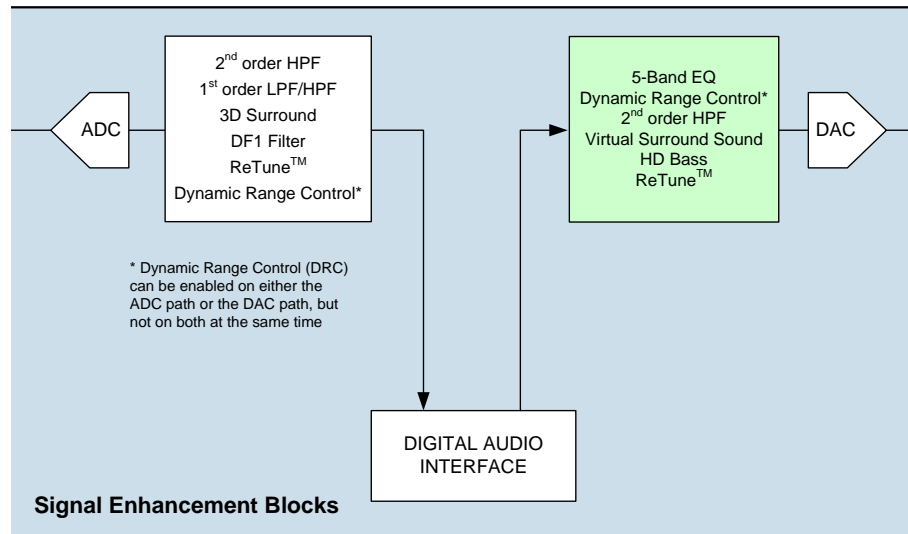 ADC
2nd order HPF
1st order LPF/HPF
3D Surround
DF1 Filter
ReTune™
Dynamic Range Control*
5-Band EQ
Dynamic Range Control*
2nd order HPF
Virtual Surround Sound
HD Bass
ReTune™
DAC
* Dynamic Range Control (DRC)
can be enabled on either the
ADC path or the DAC path, but
not on both at the same time
DIGITAL AUDIO
INTERFACE
Signal Enhancement Blocks